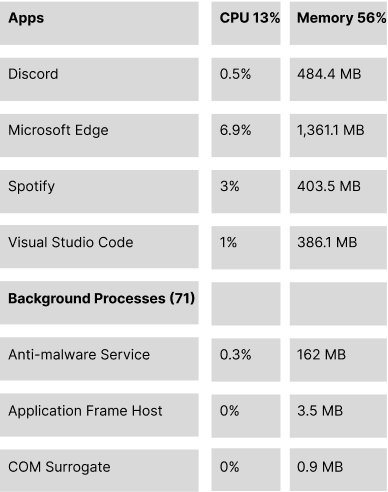 Apps CPU 13% Memory 56%
Discord 0.5% 484.4 MB
Microsoft Edge 6.9% 1,361.1 MB
Spotify 3% 403.5 MB
Visual Studio Code 1% 386.1 MB
Background Processes (71)
Anti-malware Service 0.3% 162 MB
Application Frame Host 0% 3.5 MB
COM Surrogate 0% 0.9 MB